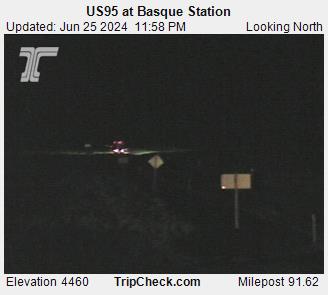 US95 at Basque Station
Updated: Jun 25 2024 11:58 PM Looking North
Elevation 4460 TripCheck.com Milepost 91.62